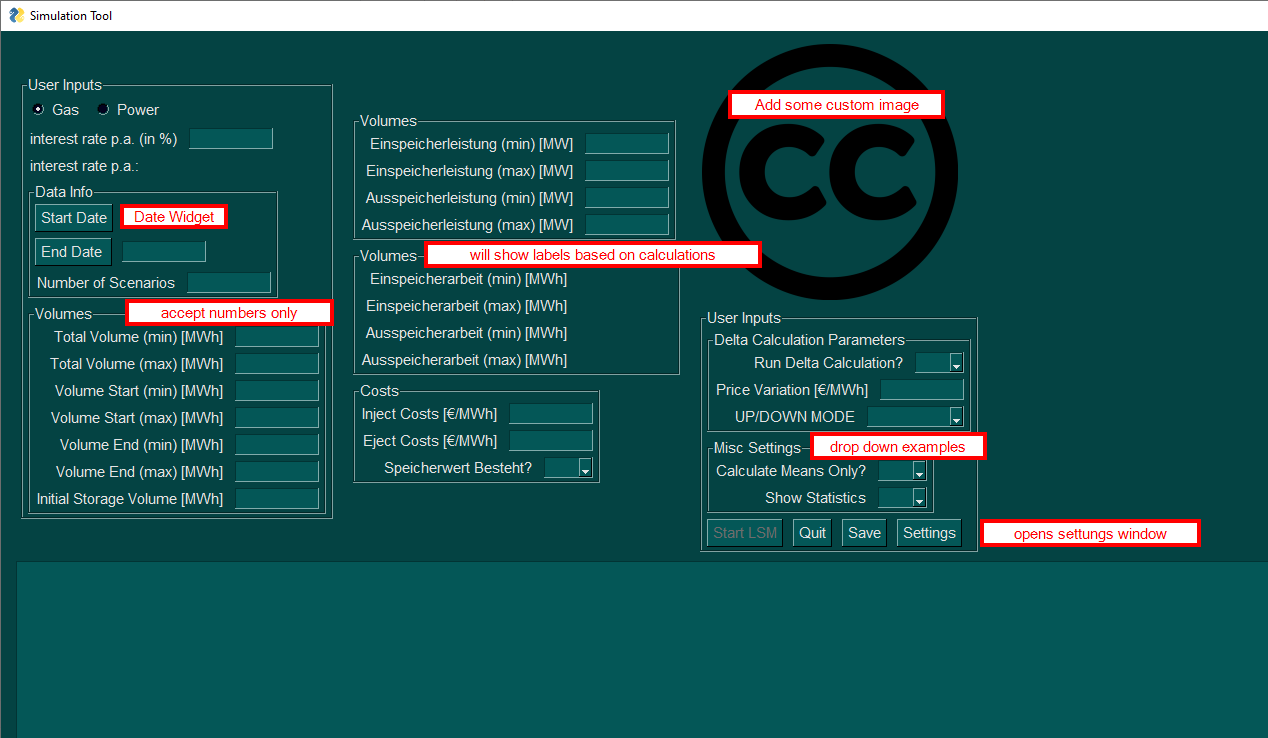 Simulation Tool
User Inputs
Gas Power
interest rate p.a. (in %)
interest rate p.a.:
Data Info
Start Date
Date Widget
End Date
Number of Scenarios
Volumes
accept numbers only
Total Volume (min) [MWh]
Total Volume (max) [MWh]
Volume Start (min) [MWh]
Volume Start (max) [MWh]
Volume End (min) [MWh]
Volume End (max) [MWh]
Initial Storage Volume [MWh]
Volumes
Einspeicherleistung (min) [MW]
Einspeicherleistung (max) [MW]
Ausspeicherleistung (min) [MW]
Ausspeicherleistung (max) [MW]
Volumes
will show labels based on calculations
Einspeicherarbeit (min) [MWh]
Einspeicherarbeit (max) [MWh]
Ausspeicherarbeit (min) [MWh]
Ausspeicherarbeit (max) [MWh]
Costs
Inject Costs [€/MWh]
Eject Costs [€/MWh]
Speicherwert Besteht?
Add some custom image
CC
User Inputs
Delta Calculation Parameters
Run Delta Calculation?
Price Variation [€/MWh]
UP/DOWN MODE
Misc Settings
drop down examples
Calculate Means Only?
Show Statistics
Start LSM Quit Save Settings
opens settungs window